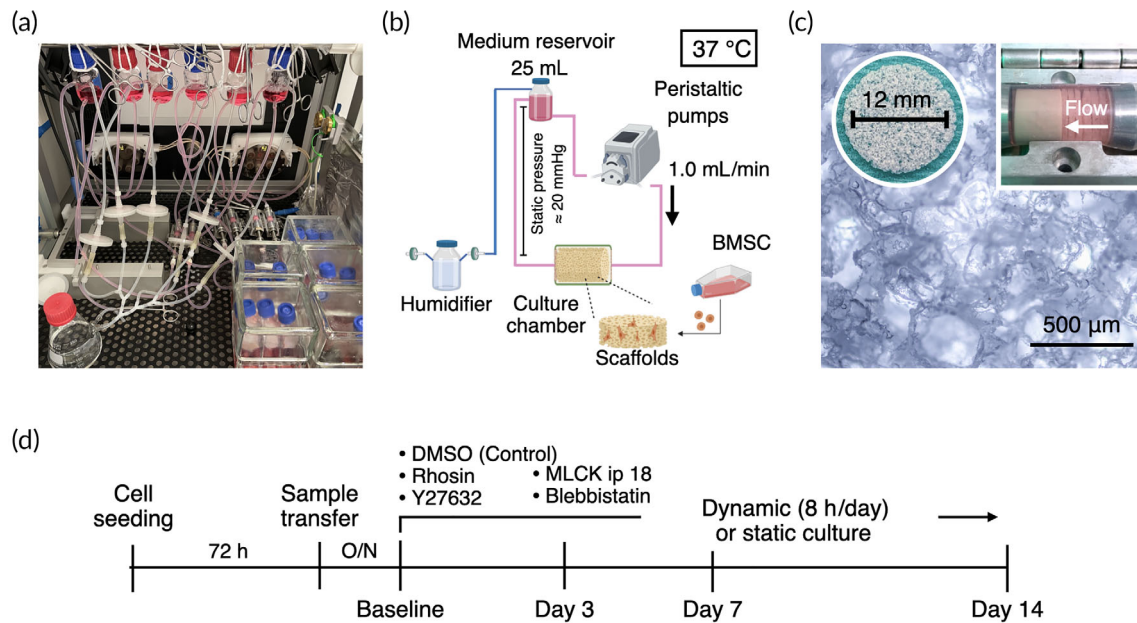 (a)
(b)
Medium reservoir
25 mL
37 °C
Peristaltic
pumps
Static pressure
≈ 20 mmHg
1.0 mL/min
BMSC
Humidifier
Culture
chamber
Scaffolds
(c)
12 mm
Flow
500 µm
(d)
Cell
seeding
72 h
Sample
transfer
O/N
• DMSO (Control)
• Rhosin
• Y27632
• MLCK ip 18
• Blebbistatin
Dynamic (8 h/day)
or static culture
Baseline
Day 3
Day 7
Day 14